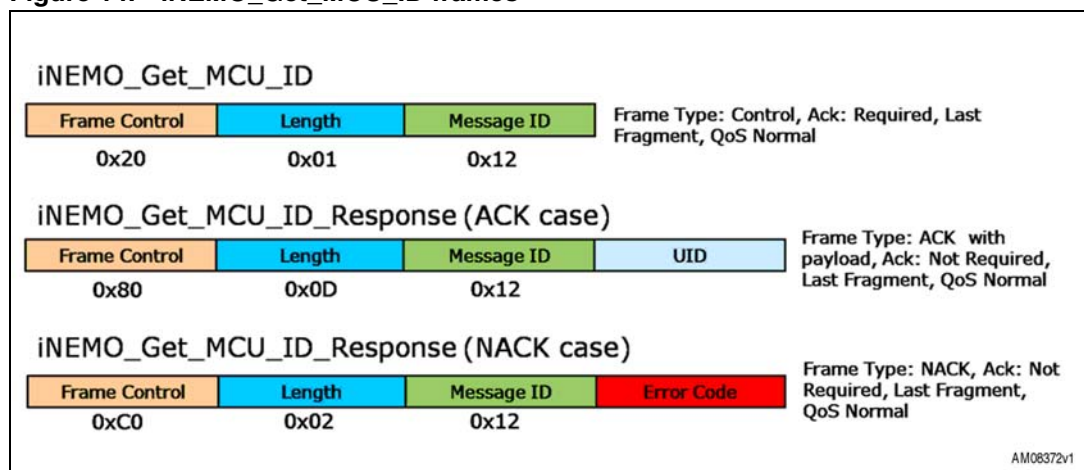 iNEMO_Get_MCU_ID
Frame Control Length Message ID
0x20 0x01 0x12
Frame Type: Control, Ack: Required, Last
Fragment, QoS Normal
iNEMO_Get_MCU_ID_Response (ACK case)
Frame Control Length Message ID UID
0x80 0x0D 0x12
Frame Type: ACK with
payload, Ack: Not Required,
Last Fragment, QoS Normal
iNEMO_Get_MCU_ID_Response (NACK case)
Frame Control Length Message ID Error Code
0xC0 0x02 0x12
Frame Type: NACK, Ack: Not
Required, Last Fragment,
QoS Normal
AM08372v1